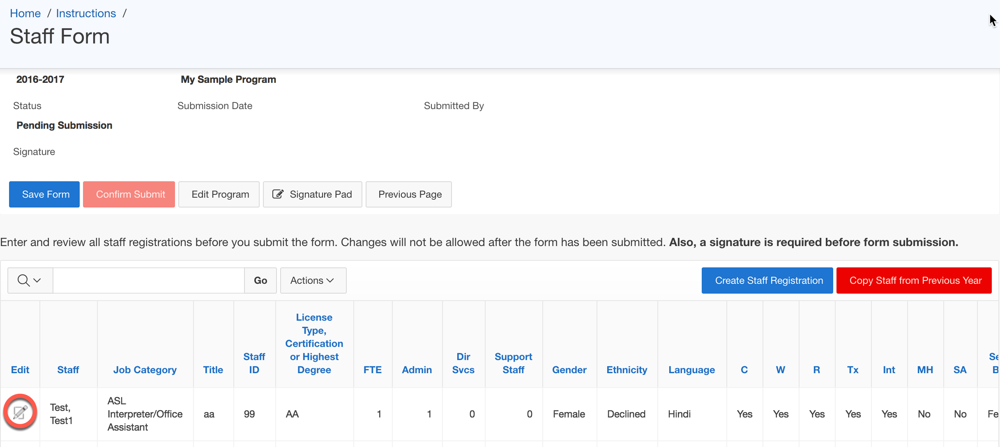 Home / Instructions /
Staff Form
2016-2017 My Sample Program
Status Submission Date Submitted By
Pending Submission
Signature
Save Form Confirm Submit Edit Program Signature Pad Previous Page
Enter and review all staff registrations before you submit the form. Changes will not be allowed after the form has been submitted. Also, a signature is required before form submission.
Go Actions Create Staff Registration Copy Staff from Previous Year
Edit
Staff
Job Category
Title
Staff
ID
License
Type,
Certification
or Highest
Degree
FTE
Admin
Dir
Svcs
Support
Staff
Gender
Ethnicity
Language
C
W
R
Tx
Int
MH
SA
Test,
Test1
ASL
Interpreter/Office
Assistant
aa
99
AA
1
1
0
0
Female
Declined
Hindi
Yes
Yes
Yes
Yes
Yes
No
No